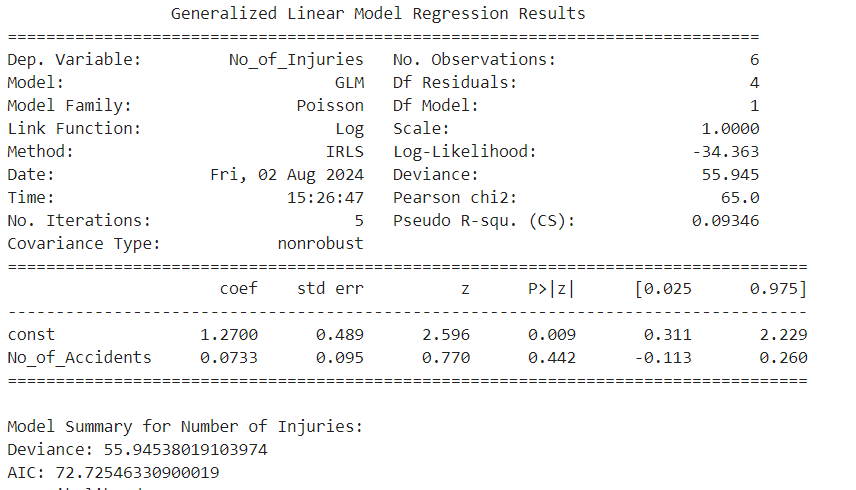 Generalized Linear Model Regression Results
==============================================================================
Dep. Variable: No_of_Injuries No. Observations: 6
Model: GLM Df Residuals: 4
Model Family: Poisson Df Model: 1
Link Function: Log Scale: 1.0000
Method: IRLS Log-Likelihood: -34.363
Date: Fri, 02 Aug 2024 Deviance: 55.945
Time: 15:26:47 Pearson chi2: 65.0
No. Iterations: 5 Pseudo R-squ. (CS): 0.09346
Covariance Type: nonrobust
===================================================================================
coef std err z P>|z| [0.025 0.975]
-----------------------------------------------------------------------------------
const 1.2700 0.489 2.596 0.009 0.311 2.229
No_of_Accidents 0.0733 0.095 0.770 0.442 -0.113 0.260
===================================================================================
Model Summary for Number of Injuries:
Deviance: 55.94538019103974
AIC: 72.72546330900019